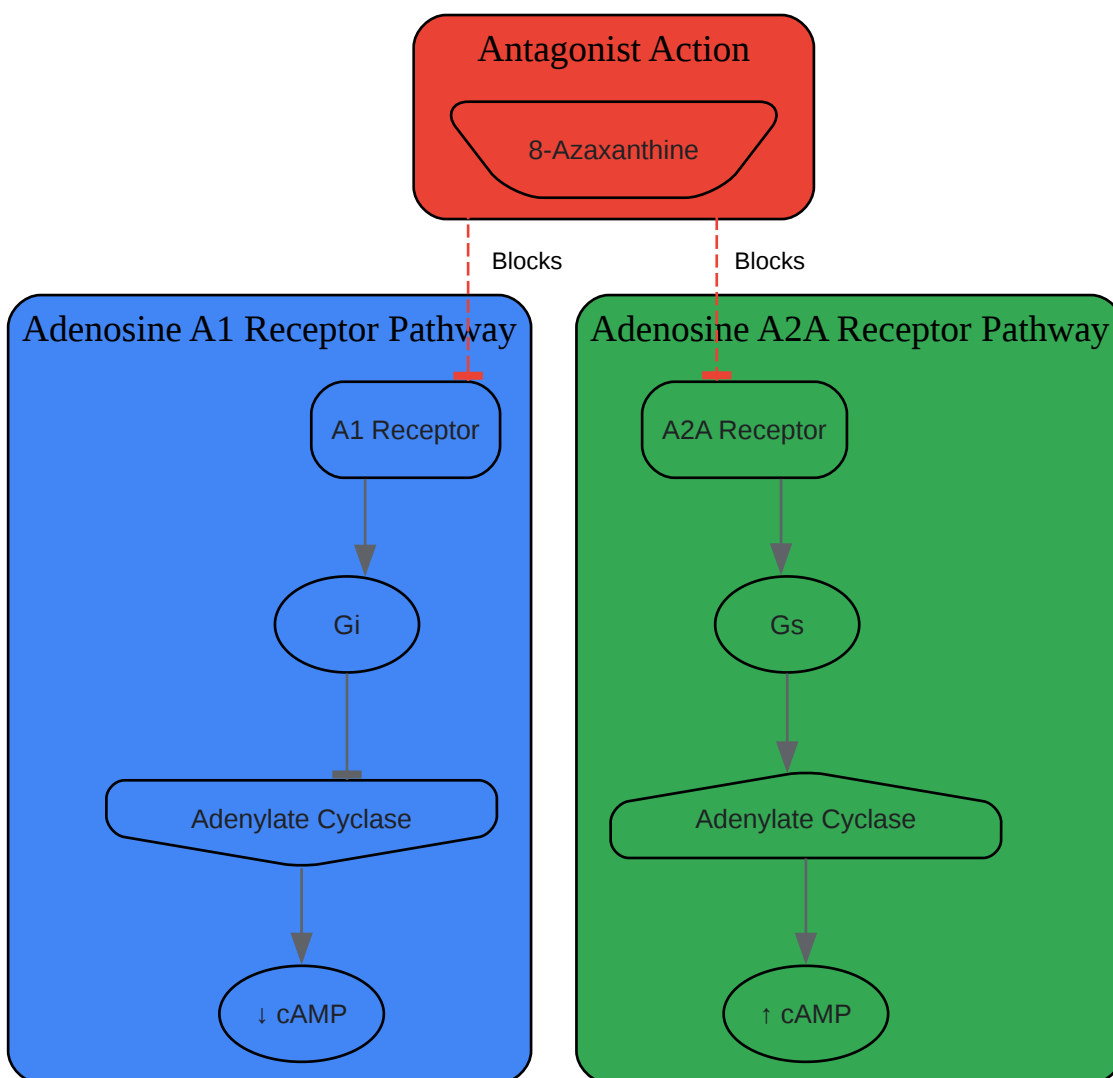 Antagonist Action
8-Azaxanthine
Blocks
Blocks
Adenosine A1 Receptor Pathway
A1 Receptor
Gi
Adenylate Cyclase
↓ cAMP
Adenosine A2A Receptor Pathway
A2A Receptor
Gs
Adenylate Cyclase
↑ cAMP